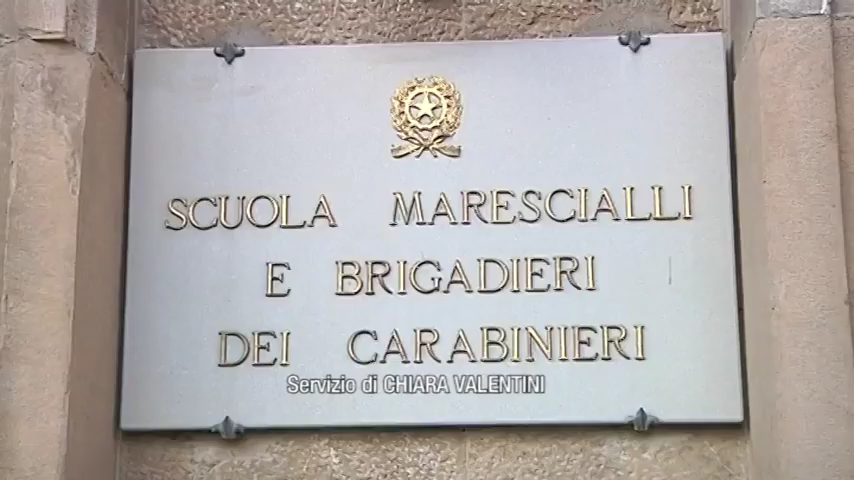 SCUOLA MARESCIALLI
E BRIGADIERI
DEI CARABINIERI
Servizio di CHIARA VALENTINI